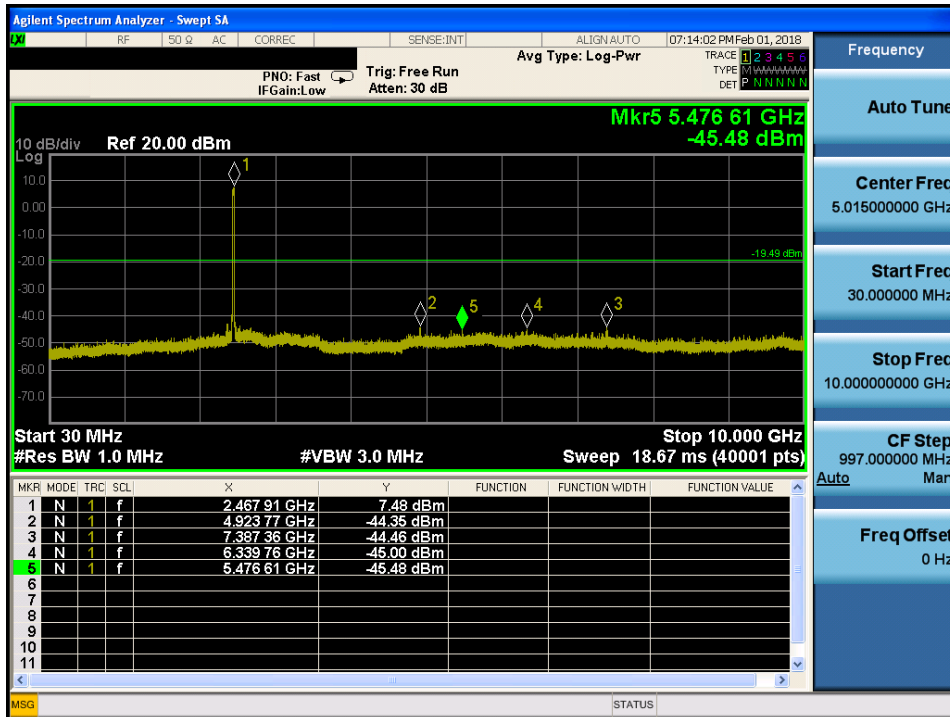 Agilent Spectrum Analyzer - Swept SA
LXI RF 50 Ω AC CORREC SENSE:INT ALIGN AUTO 07:14:02 PM Feb 01, 2018
PNO: Fast
IFGain:Low
Trig: Free Run
Atten: 30 dB
Avg Type: Log-Pwr
TRACE 1 2 3 4 5 6
TYPE M
DET P N N N N N
Mkr5 5.476 61 GHz
-45.48 dBm
10 dB/div Ref 20.00 dBm
Log
10.0
0.00
-10.0
-20.0
-30.0
-40.0
-50.0
-60.0
-70.0
1
2
5
4
3
-19.49 dBm
Start 30 MHz Stop 10.000 GHz
#Res BW 1.0 MHz #VBW 3.0 MHz Sweep 18.67 ms (40001 pts)
MKR MODE TRC SCL X Y FUNCTION FUNCTION WIDTH FUNCTION VALUE
1 N 1 f 2.467 91 GHz 7.48 dBm
2 N 1 f 4.923 77 GHz -44.35 dBm
3 N 1 f 7.387 36 GHz -44.46 dBm
4 N 1 f 6.339 76 GHz -45.00 dBm
5 N 1 f 5.476 61 GHz -45.48 dBm
6
7
8
9
10
11
MSG STATUS
Frequency
Auto Tune
Center Freq
5.015000000 GHz
Start Freq
30.000000 MHz
Stop Freq
10.000000000 GHz
CF Step
997.000000 MHz
Auto Man
Freq Offset
0 Hz